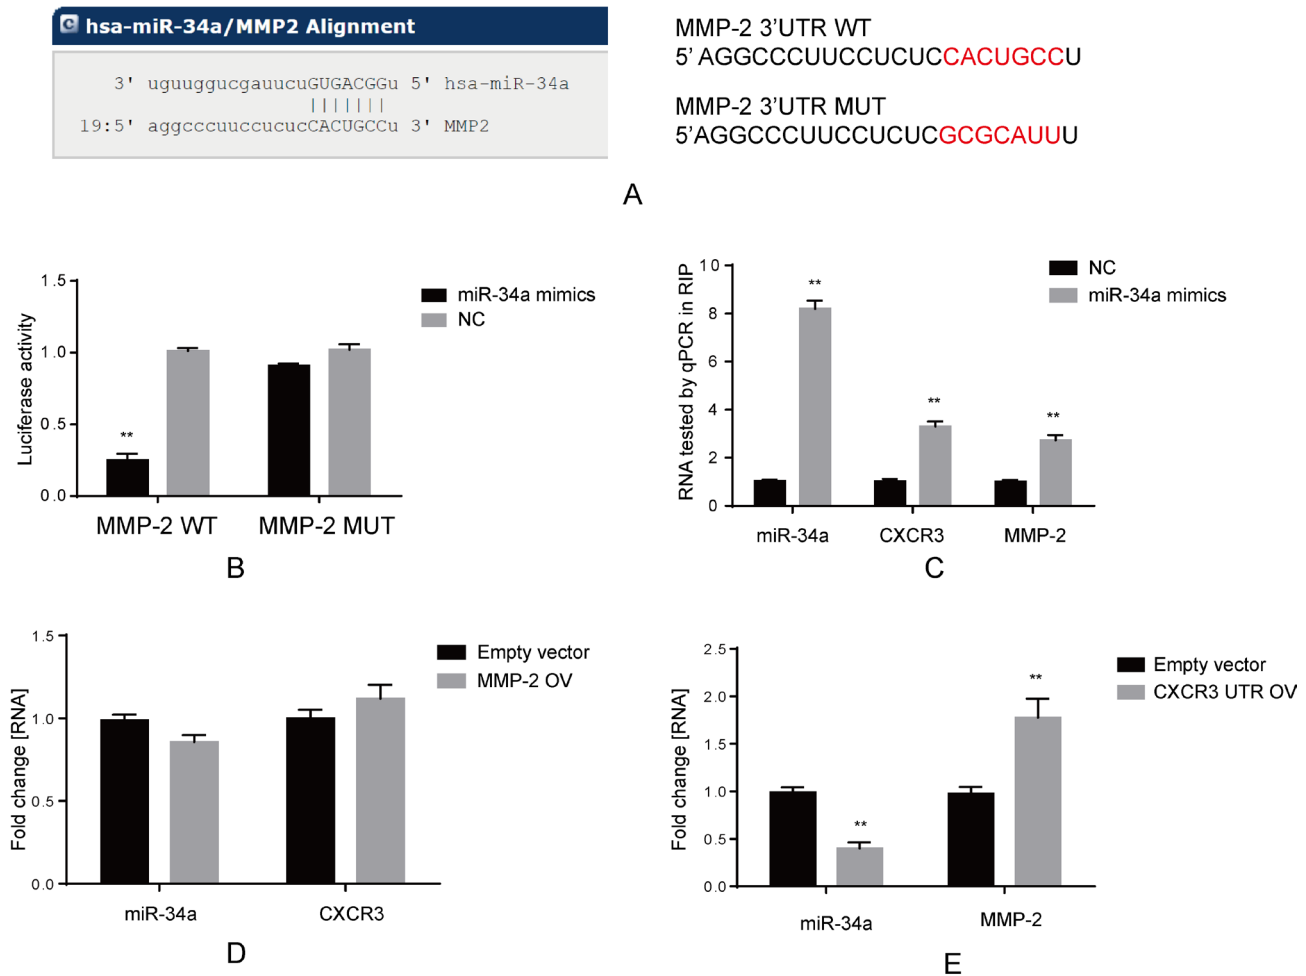 C hsa-miR-34a/MMP2 Alignment
3' uguuggucgauucuGUGACGGu 5' hsa-miR-34a
|||||||
19:5' aggcccuuccucucCACUGCCu 3' MMP2
MMP-2 3’UTR WT
5’ AGGCCCUUCCUCUCCACUGCCU
MMP-2 3’UTR MUT
5’AGGCCCUUCCUCUCGCGCAUUU
A
Luciferase activity
1.5
1.0
0.5
0.0
**
MMP-2 WT
MMP-2 MUT
miR-34a mimics
NC
B
RNA tested by qPCR in RIP
10
8
6
4
2
0
**
**
**
miR-34a
CXCR3
MMP-2
NC
miR-34a mimics
C
Fold change [RNA]
1.5
1.0
0.5
0.0
miR-34a
CXCR3
Empty vector
MMP-2 OV
D
Fold change [RNA]
2.5
2.0
1.5
1.0
0.5
0.0
**
**
miR-34a
MMP-2
Empty vector
CXCR3 UTR OV
E